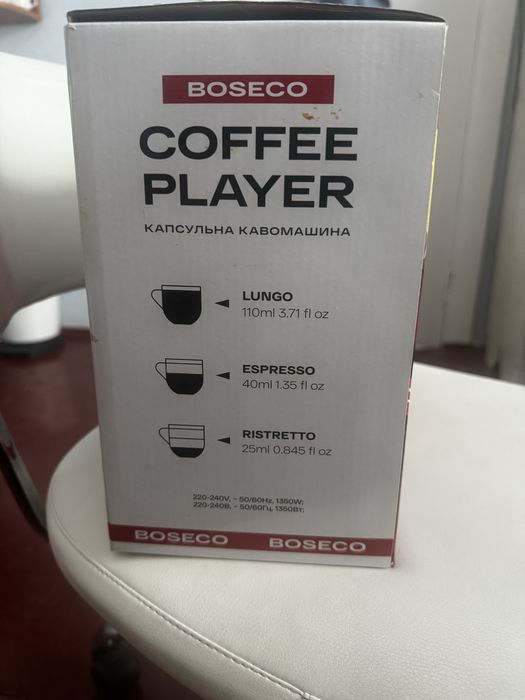 BOSECO
COFFEE
PLAYER
КАПСУЛЬНА КАВОМАШИНА
LUNGO
110ml 3.71 fl oz
ESPRESSO
40ml 1.35 fl oz
RISTRETTO
25ml 0.845 fl oz
220-240V, ~ 50/60Hz, 1350W;
220-240В, ~ 50/60Гц, 1350Вт;
BOSECO BOSECO